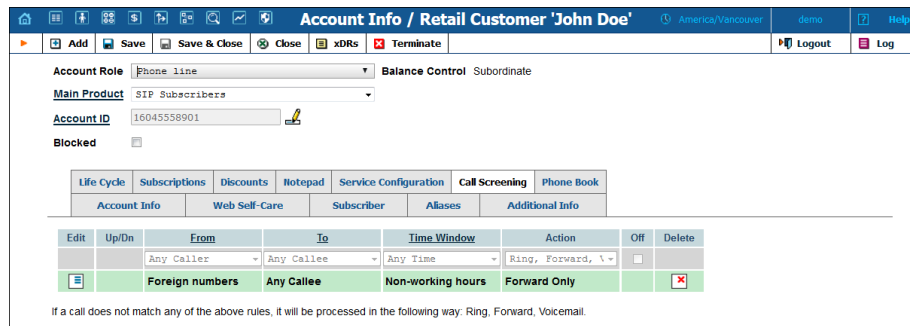 Account Info / Retail Customer 'John Doe' America/Vancouver demo Help
Add Save Save & Close Close xDRs Terminate Logout Log
Account Role Phone line Balance Control Subordinate
Main Product SIP Subscribers
Account ID 16045558901
Blocked
Life Cycle Subscriptions Discounts Notepad Service Configuration Call Screening Phone Book
Account Info Web Self-Care Subscriber Aliases Additional Info
Edit Up/Dn From To Time Window Action Off Delete
Any Caller Any Callee Any Time Ring, Forward,
Foreign numbers Any Callee Non-working hours Forward Only
If a call does not match any of the above rules, it will be processed in the following way: Ring, Forward, Voicemail.